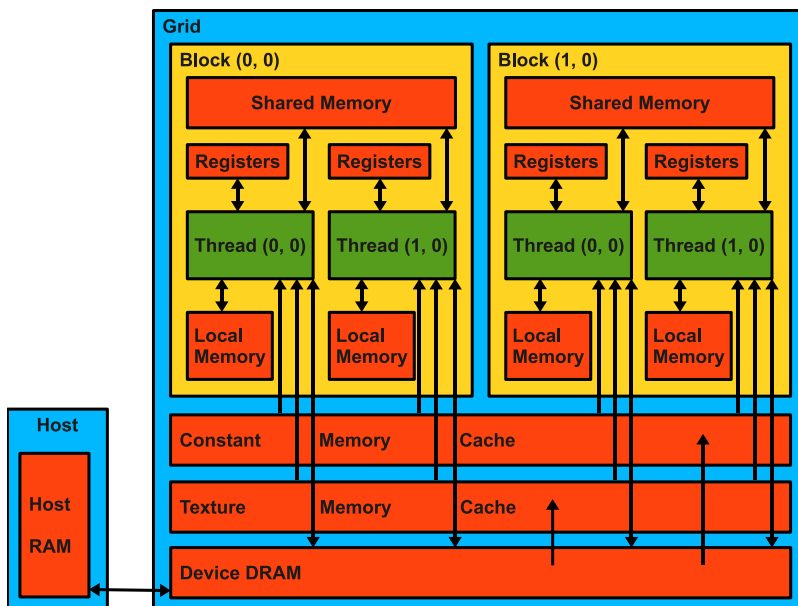 Grid
Block (0, 0)
Block (1, 0)
Shared Memory
Shared Memory
Registers
Registers
Registers
Registers
Thread (0, 0)
Thread (1, 0)
Thread (0, 0)
Thread (1, 0)
Local
Memory
Local
Memory
Local
Memory
Local
Memory
Constant Memory Cache
Texture Memory Cache
Device DRAM
Host
Host
RAM